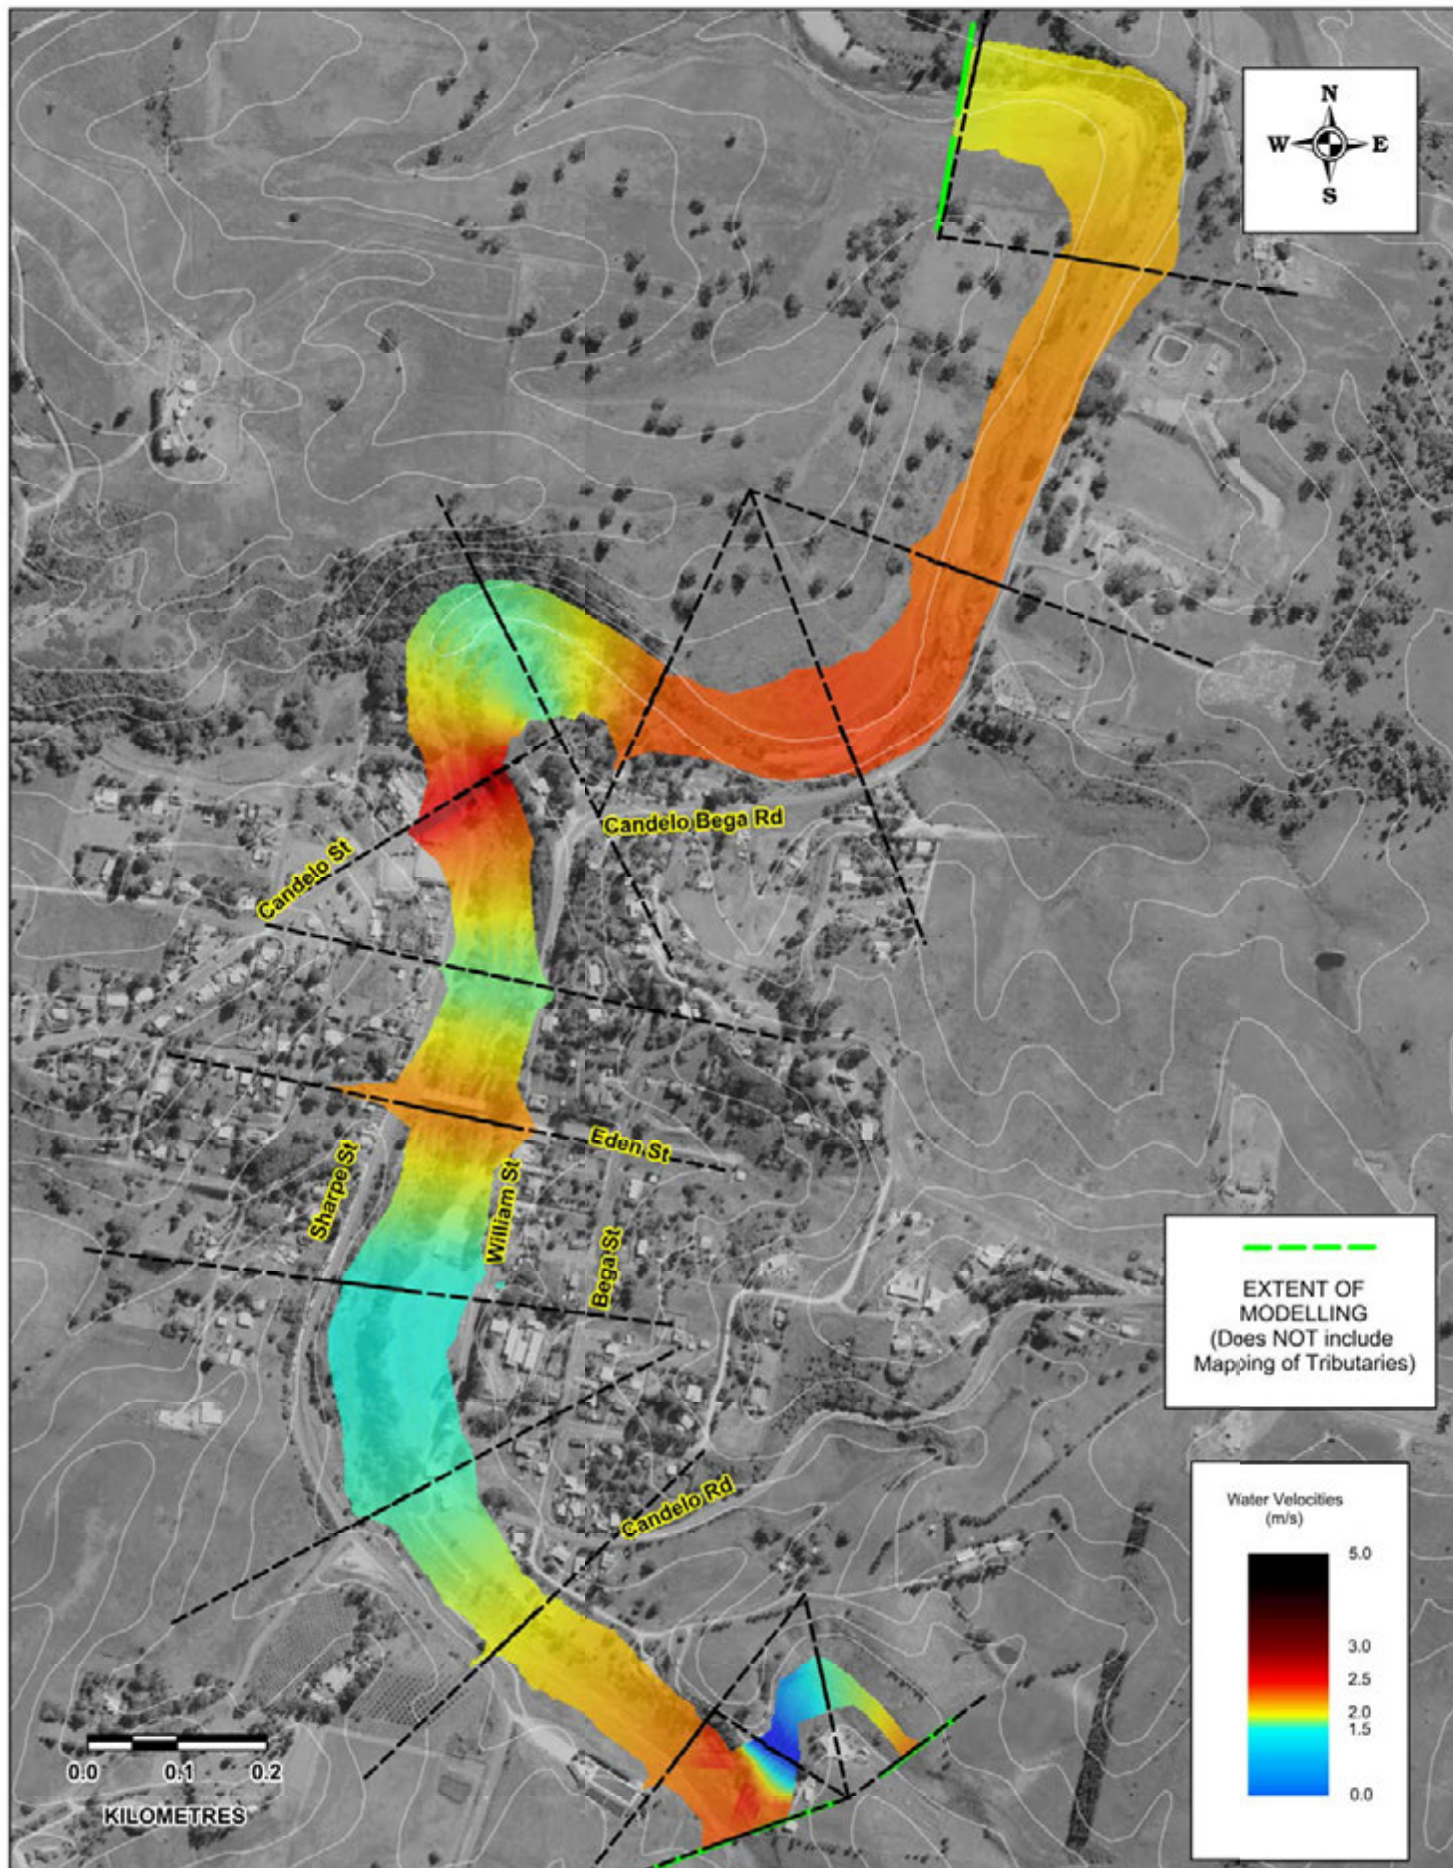 N
W E
S
Candelo Bega Rd
Candelo St
Eden St
Sharpe St
William St
Bega St
Candelo Rd
EXTENT OF
MODELLING
(Does NOT include
Mapping of Tributaries)
Water Velocities
(m/s)
5.0
3.0
2.5
2.0
1.5
0.0
0.0 0.1 0.2
KILOMETRES